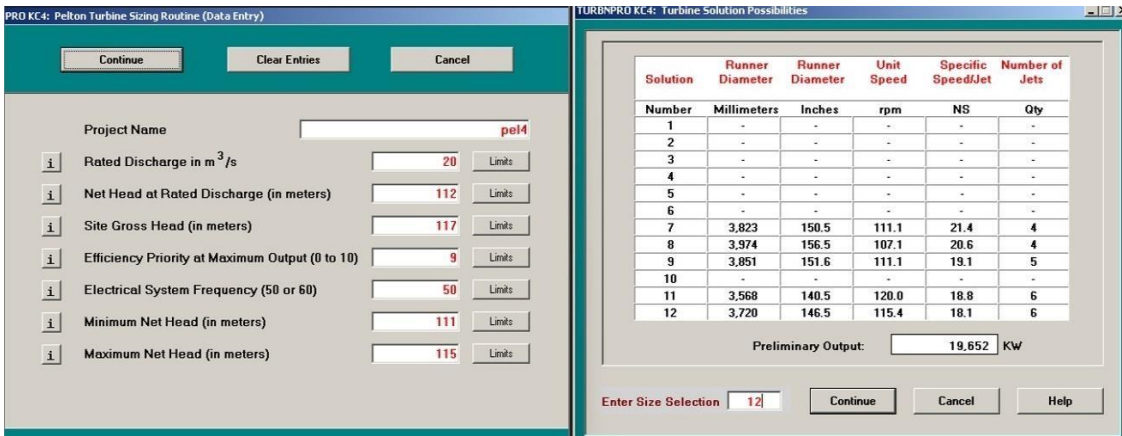 PRO KC4: Pelton Turbine Sizing Routine (Data Entry)
Continue Clear Entries Cancel
Project Name pel4
i Rated Discharge in m3/s 20 Limits
i Net Head at Rated Discharge (in meters) 112 Limits
i Site Gross Head (in meters) 117 Limits
i Efficiency Priority at Maximum Output (0 to 10) 9 Limits
i Electrical System Frequency (50 or 60) 50 Limits
i Minimum Net Head (in meters) 111 Limits
i Maximum Net Head (in meters) 115 Limits
TURBNPRO KC4: Turbine Solution Possibilities
Solution Runner Diameter Runner Diameter Unit Speed Specific Speed/Jet Number of Jets
Number Millimeters Inches rpm NS Qty
1 - - - - -
2 - - - - -
3 - - - - -
4 - - - - -
5 - - - - -
6 - - - - -
7 3,823 150.5 111.1 21.4 4
8 3,974 156.5 107.1 20.6 4
9 3,851 151.6 111.1 19.1 5
10 - - - - -
11 3,568 140.5 120.0 18.8 6
12 3,720 146.5 115.4 18.1 6
Preliminary Output: 19,652 KW
Enter Size Selection 12 Continue Cancel Help